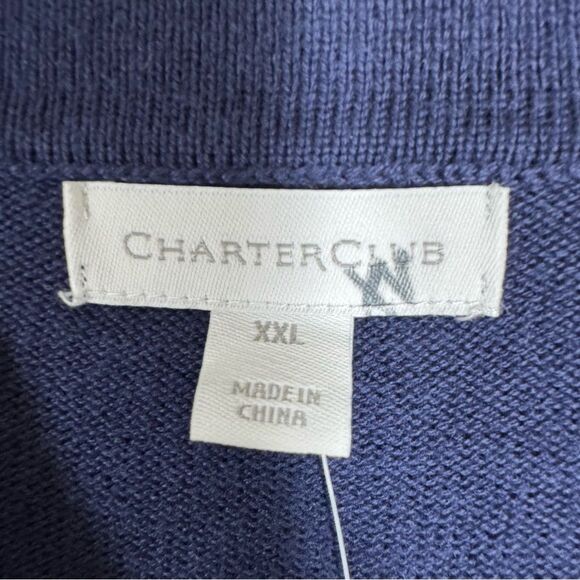 CHARTER CLUB
XXL
MADE IN
CHINA